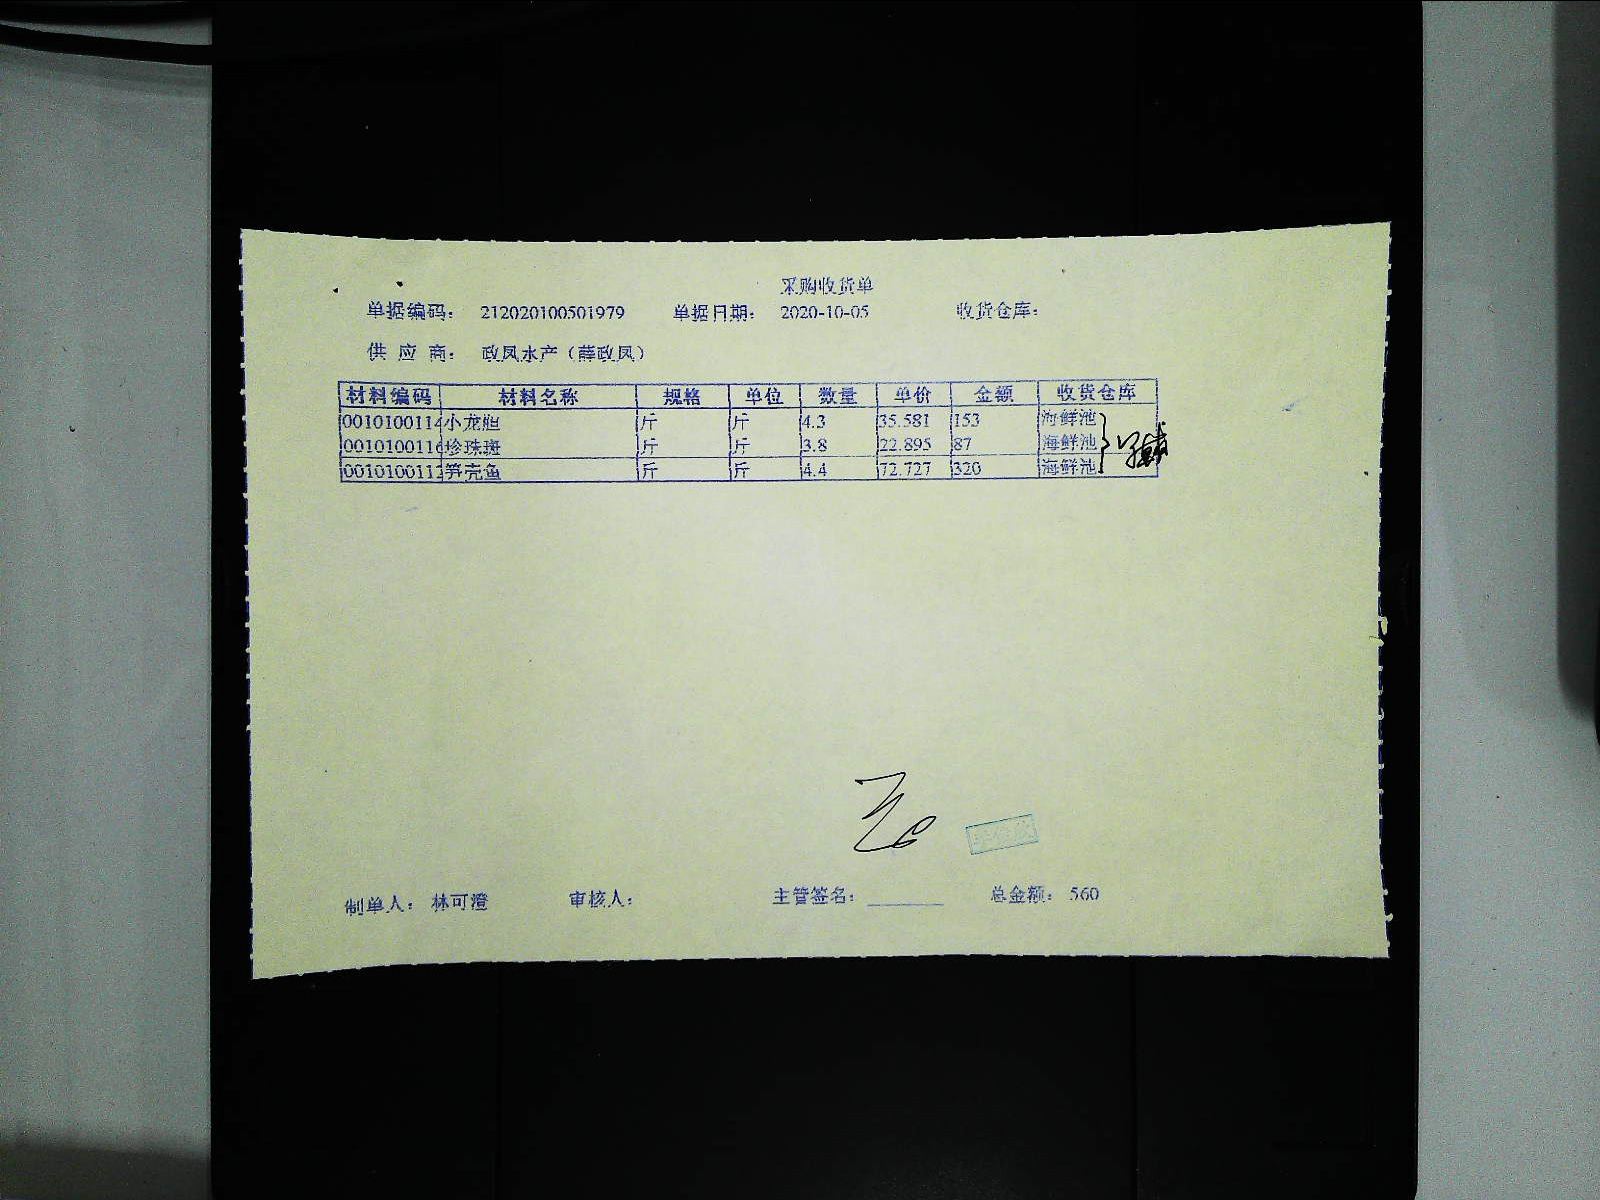 采购收货单
单据编码： 212020100501979 单据日期： 2020-10-05 收货仓库：
供 应 商： 政凤水产（薛政凤）
材料编码 材料名称 规格 单位 数量 单价 金额 收货仓库
0010100114 小龙胆 斤 斤 4.3 35.581 153 海鲜池
0010100116 珍珠斑 斤 斤 3.8 22.895 87 海鲜池
0010100112 笋壳鱼 斤 斤 4.4 72.727 320 海鲜池
制单人： 林可澄 审核人： 主管签名： 总金额： 560